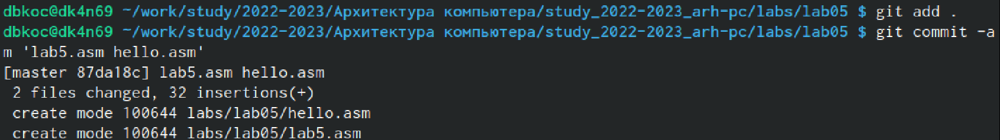 dbkoc@dk4n69 ~/work/study/2022-2023/Архитектура компьютера/study_2022-2023_arh-pc/labs/lab05 $ git add .
dbkoc@dk4n69 ~/work/study/2022-2023/Архитектура компьютера/study_2022-2023_arh-pc/labs/lab05 $ git commit -a
m 'lab5.asm hello.asm'
[master 87da18c] lab5.asm hello.asm
 2 files changed, 32 insertions(+)
 create mode 100644 labs/lab05/hello.asm
 create mode 100644 labs/lab05/lab5.asm